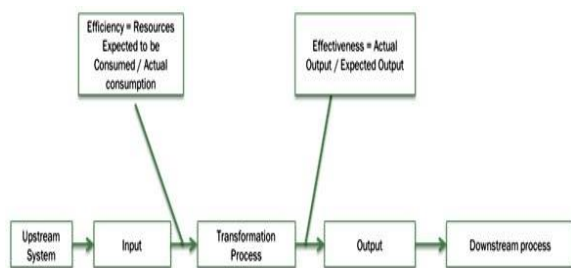 Efficiency = Resources
Expected to be
Consumed / Actual
consumption
Effectiveness = Actual
Output / Expected Output
Upstream
System
Input
Transformation
Process
Output
Downstream process